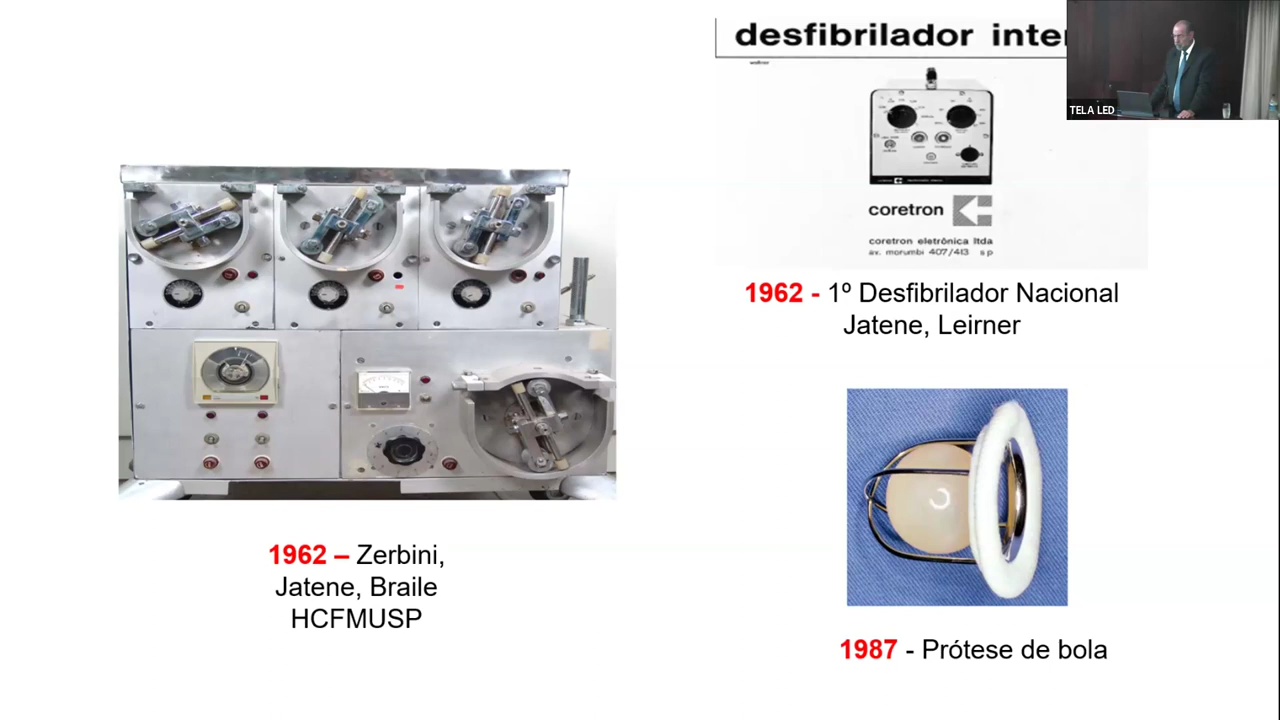 desfibrilador inte
TELA LED
coretron
coretron eletrônica ltda
av. morumbi 407/413 s p
1962 - 1º Desfibrilador Nacional
Jatene, Leirner
1962 – Zerbini,
Jatene, Braile
HCFMUSP
1987 - Prótese de bola